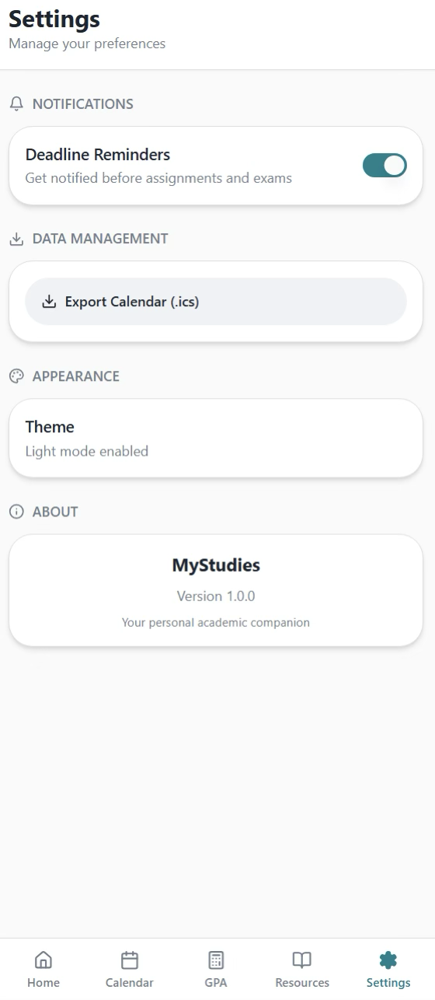 Settings
Manage your preferences
NOTIFICATIONS
Deadline Reminders
Get notified before assignments and exams
DATA MANAGEMENT
Export Calendar (.ics)
APPEARANCE
Theme
Light mode enabled
ABOUT
MyStudies
Version 1.0.0
Your personal academic companion
Home Calendar GPA Resources Settings